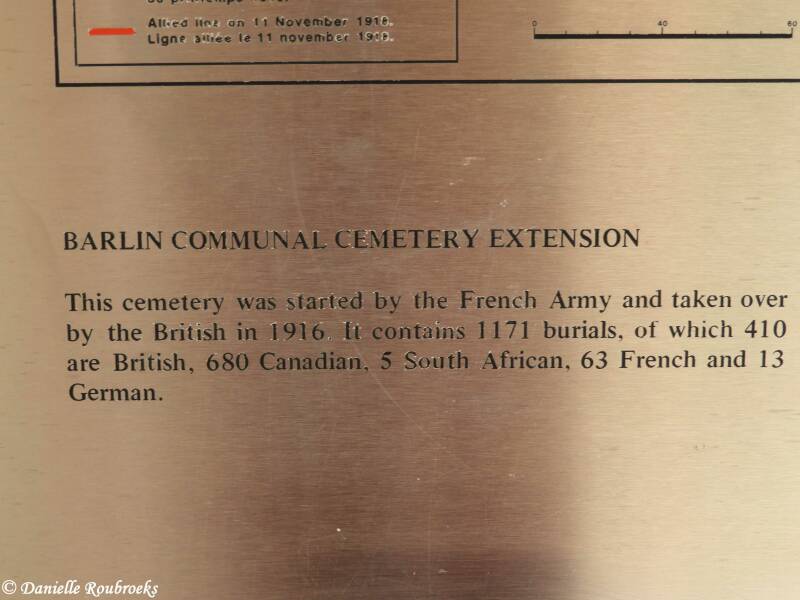 Allied line on 11 November 1918.
Ligne alliée le 11 novembre 1918.
0 40 60
BARLIN COMMUNAL CEMETERY EXTENSION
This cemetery was started by the French Army and taken over
by the British in 1916. It contains 1171 burials, of which 410
are British, 680 Canadian, 5 South African, 63 French and 13
German.
© Danielle Roubroeks